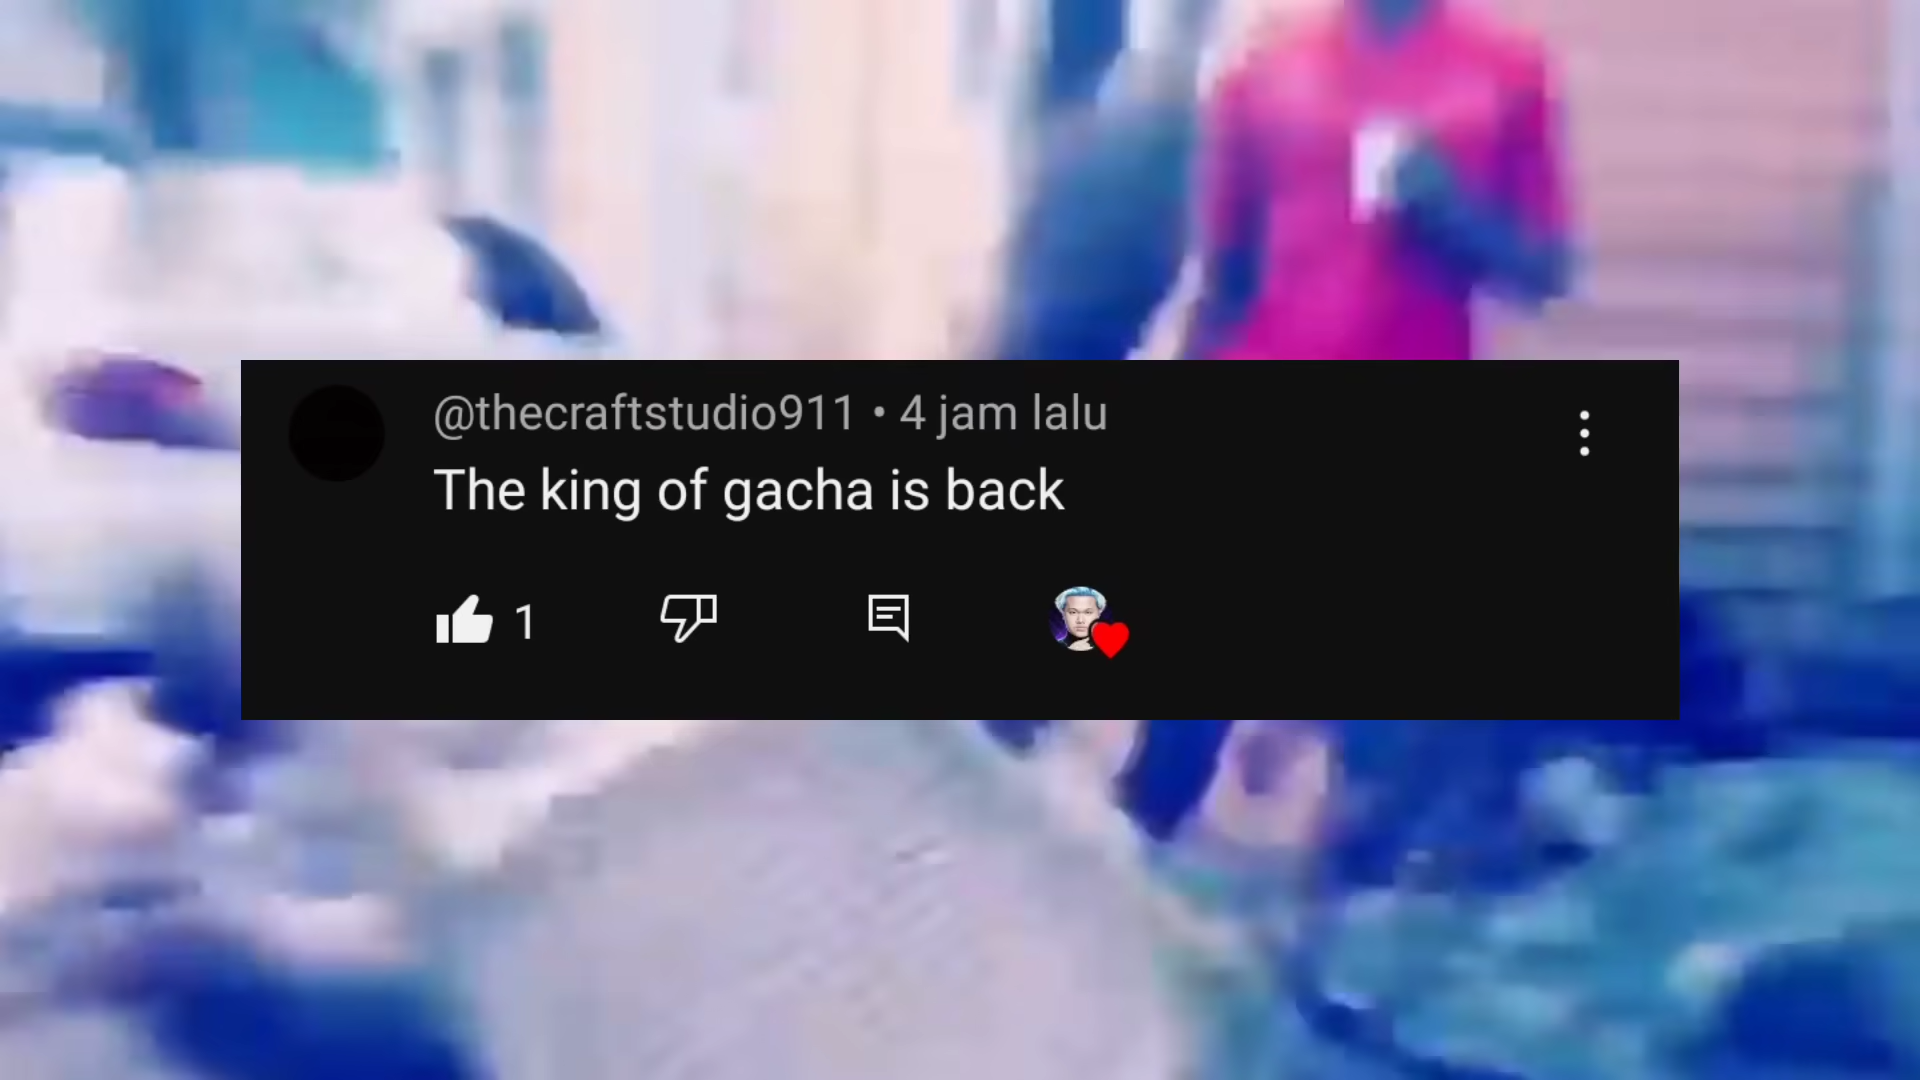 @thecraftstudio911 • 4 jam lalu
The king of gacha is back
1